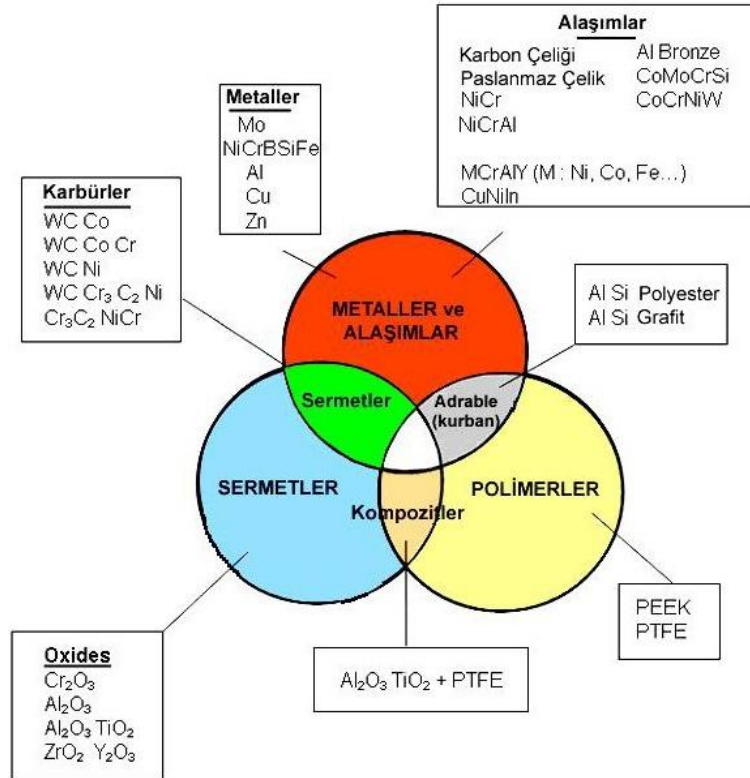 Alaşımlar
Karbon Çeliği
Paslanmaz Çelik
NiCr
NiCrAl
Al Bronze
CoMoCrSi
CoCrNiW
MCrAlY (M : Ni, Co, Fe...)
CuNiIn
Metaller
Mo
NiCrBSiFe
Al
Cu
Zn
Karbürler
WC Co
WC Co Cr
WC Ni
WC Cr₃ C₂ Ni
Cr₃C₂ NiCr
METALLER ve
ALAŞIMLAR
Al Si Polyester
Al Si Grafit
Sermetler
Adrable
(kurban)
SERMETLER
POLİMERLER
Kompozitler
PEEK
PTFE
Oxides
Cr₂O₃
Al₂O₃
Al₂O₃ TiO₂
ZrO₂ Y₂O₃
Al₂O₃ TiO₂ + PTFE